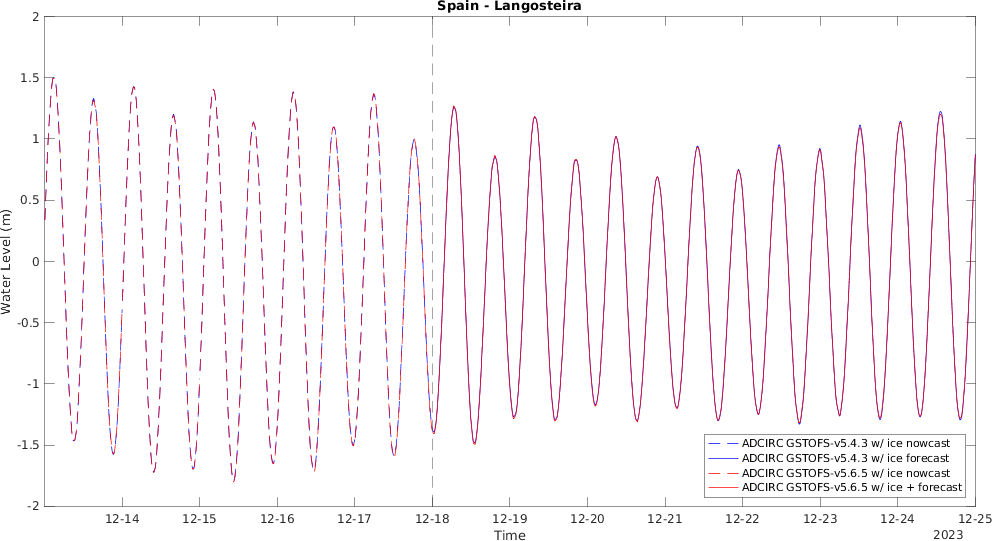 Spain - Langosteira
2
1.5
1
0.5
0
-0.5
-1
-1.5
-2
Water Level (m)
12-14 12-15 12-16 12-17 12-18 12-19 12-20 12-21 12-22 12-23 12-24 12-25
Time
2023
ADCIRC GSTOFS-v5.4.3 w/ ice nowcast
ADCIRC GSTOFS-v5.4.3 w/ ice forecast
ADCIRC GSTOFS-v5.6.5 w/ ice nowcast
ADCIRC GSTOFS-v5.6.5 w/ ice + forecast